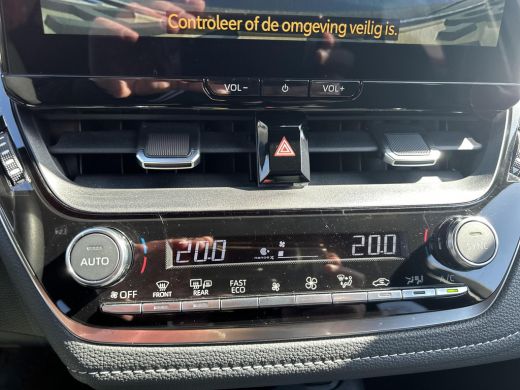 Controleer of de omgeving veilig is.
VOL-
VOL+
AUTO
20.0
nanoe X
20.0
SYNC
OFF
FRONT
REAR
FAST
ECO
A/C